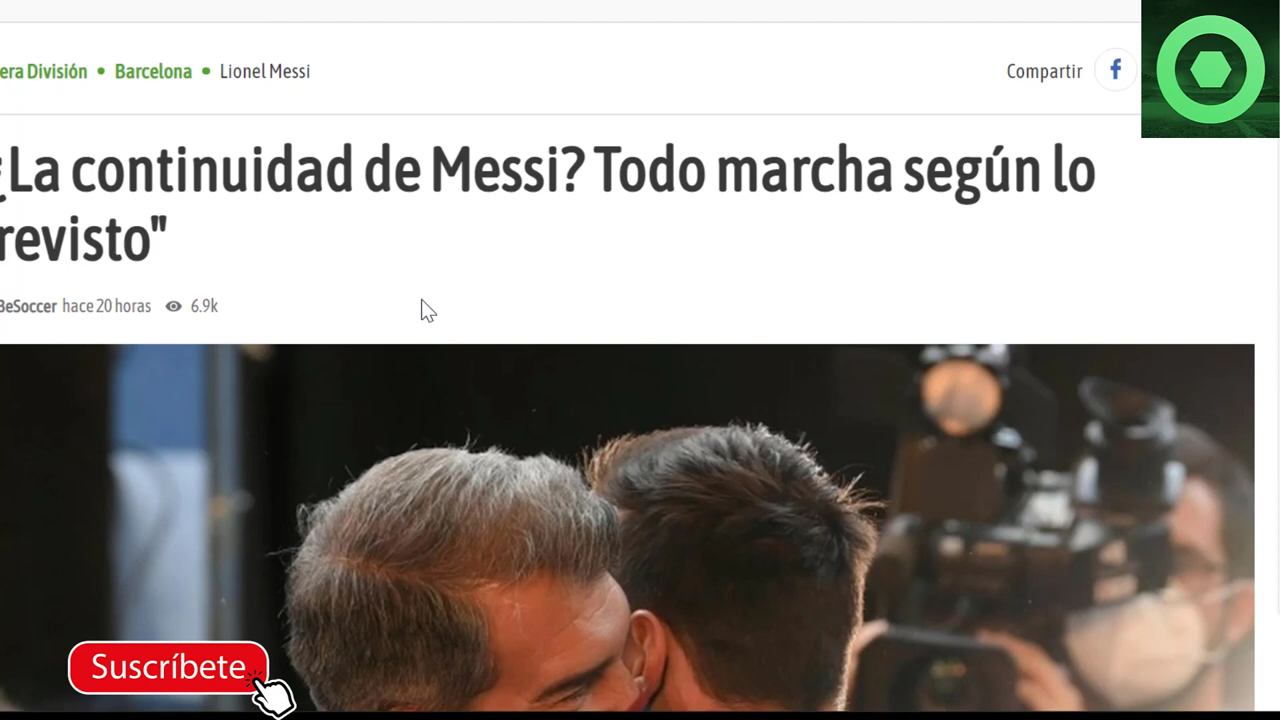 era División • Barcelona • Lionel Messi
Compartir
¿La continuidad de Messi? Todo marcha según lo
revisto"
BeSoccer hace 20 horas 6.9k
Suscríbete